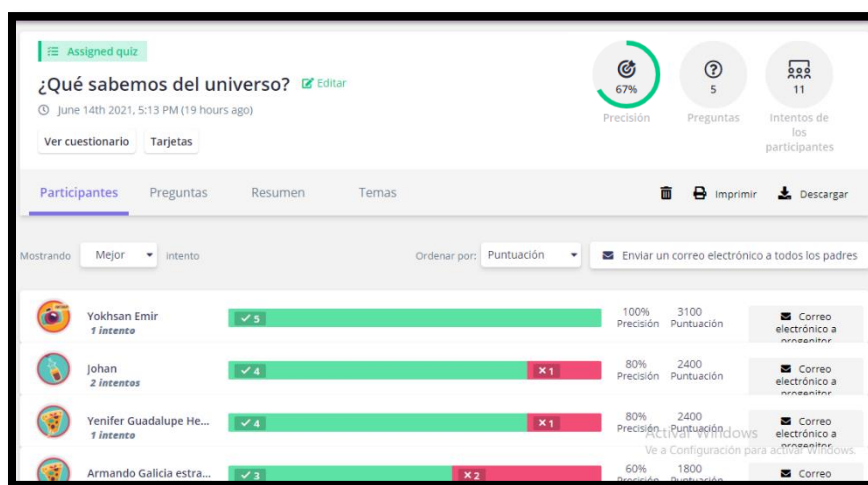 Assigned quiz
¿Qué sabemos del universo? Editar
June 14th 2021, 5:13 PM (19 hours ago)
Ver cuestionario Tarjetas
67%
Precisión
5
Preguntas
11
Intentos de
los
participantes
Participantes Preguntas Resumen Temas Imprimir Descargar
Mostrando Mejor intento Ordenar por: Puntuación Enviar un correo electrónico a todos los padres
Yokhsan Emir
1 intento
5
100%
Precisión
3100
Puntuación
Correo
electrónico a
progenitor
Johan
2 intentos
4
1
80%
Precisión
2400
Puntuación
Correo
electrónico a
progenitor
Yenifer Guadalupe He...
1 intento
4
1
80%
Precisión
2400
Puntuación
Correo
electrónico a
progenitor
Activar Windows
Ve a Configuración para activar Windows.
Armando Galicia estra...
3
2
60%
Precisión
1800
Puntuación
Correo